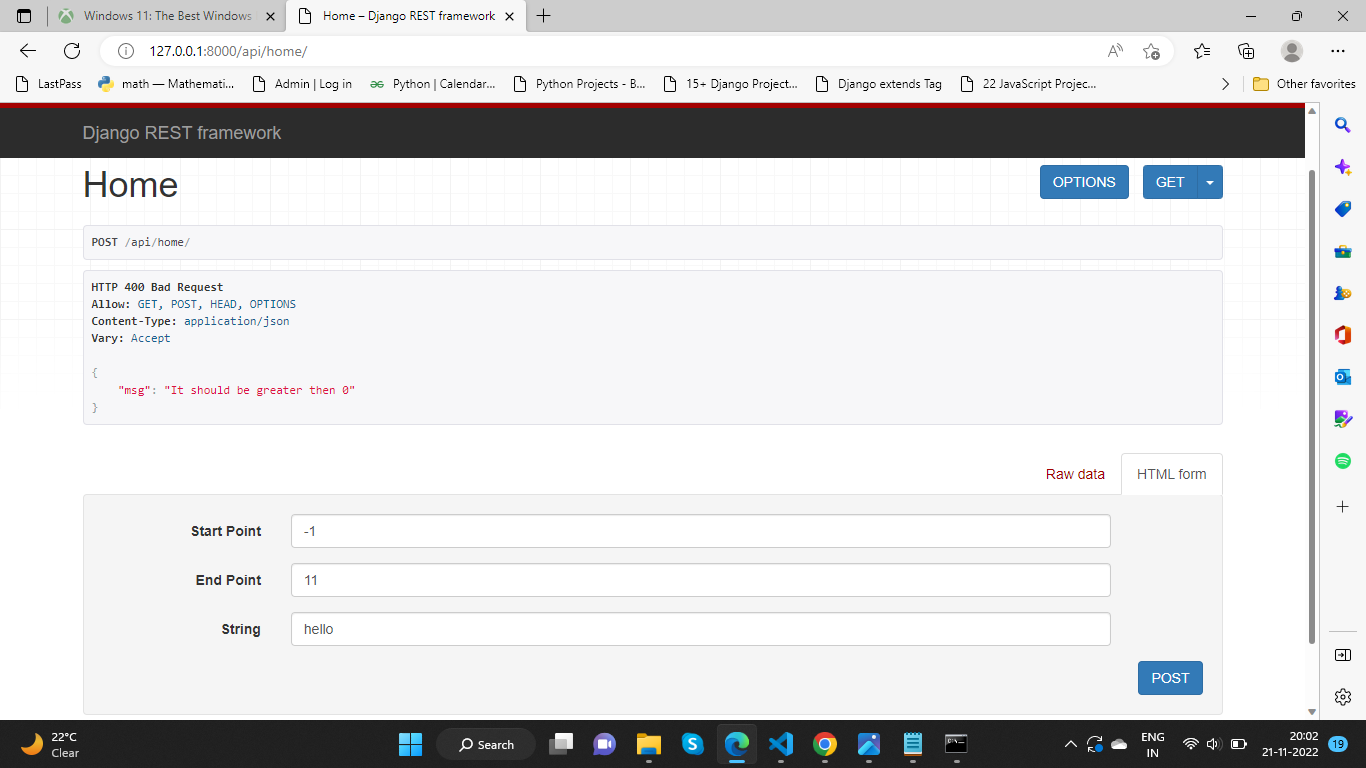 Windows 11: The Best Windows
Home – Django REST framework
127.0.0.1:8000/api/home/
LastPass
math — Mathemati...
Admin | Log in
Python | Calendar...
Python Projects - B...
15+ Django Project...
Django extends Tag
22 JavaScript Projec...
Other favorites
Django REST framework
Home
OPTIONS
GET
POST /api/home/
HTTP 400 Bad Request
Allow: GET, POST, HEAD, OPTIONS
Content-Type: application/json
Vary: Accept
{
"msg": "It should be greater then 0"
}
Raw data
HTML form
Start Point
-1
End Point
11
String
hello
POST
22°C
Clear
Search
ENG
IN
20:02
21-11-2022
19